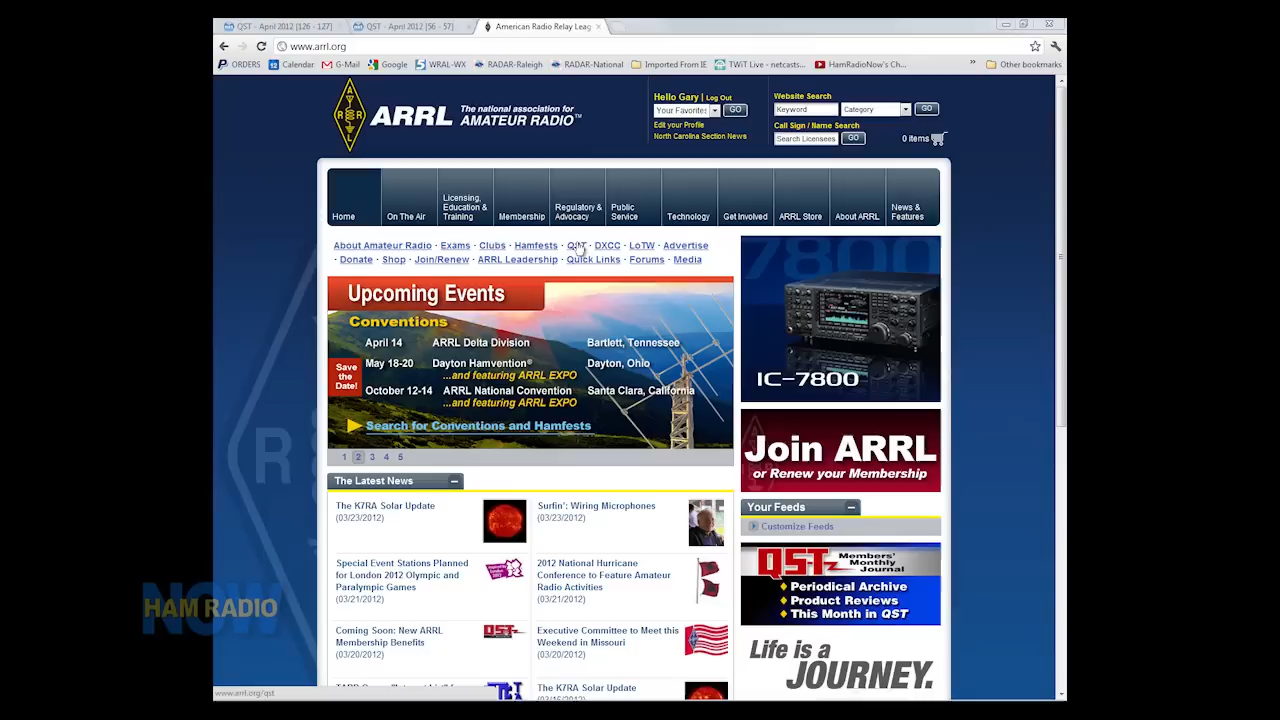 QST - April 2012 [126 - 127]
QST - April 2012 [56 - 57]
American Radio Relay Leag
www.arrl.org
ORDERS
12 Calendar
G-Mail
Google
WRAL-WX
RADAR-Raleigh
RADAR-National
Imported From IE
TWiT Live - netcasts...
HamRadioNow's Ch...
»
Other bookmarks
ARRL The national association for
AMATEUR RADIO™
Hello Gary | Log Out
Your Favorites GO
Edit your Profile
North Carolina Section News
Website Search
Keyword Category GO
Call Sign / Name Search
Search Licensees GO
0 items
Home
On The Air
Licensing,
Education &
Training
Membership
Regulatory &
Advocacy
Public
Service
Technology
Get Involved
ARRL Store
About ARRL
News &
Features
About Amateur Radio · Exams · Clubs · Hamfests · QST · DXCC · LoTW · Advertise
· Donate · Shop · Join/Renew · ARRL Leadership · Quick Links · Forums · Media
Upcoming Events
Conventions
April 14 ARRL Delta Division Bartlett, Tennessee
May 18-20 Dayton Hamvention® Dayton, Ohio
...and featuring ARRL EXPO
Save
the
Date!
October 12-14 ARRL National Convention Santa Clara, California
...and featuring ARRL EXPO
Search for Conventions and Hamfests
1 2 3 4 5
7800
IC-7800
Join ARRL
or Renew your Membership
The Latest News
The K7RA Solar Update
(03/23/2012)
Surfin': Wiring Microphones
(03/23/2012)
Special Event Stations Planned
for London 2012 Olympic and
Paralympic Games
(03/21/2012)
2012 National Hurricane
Conference to Feature Amateur
Radio Activities
(03/21/2012)
Coming Soon: New ARRL
Membership Benefits
(03/20/2012)
QST
Executive Committee to Meet this
Weekend in Missouri
(03/20/2012)
The K7RA Solar Update
Your Feeds
Customize Feeds
QST Members'
Monthly
Journal
Periodical Archive
Product Reviews
This Month in QST
Life is a
JOURNEY.
HAM RADIO
NOW
www.arrl.org/qst